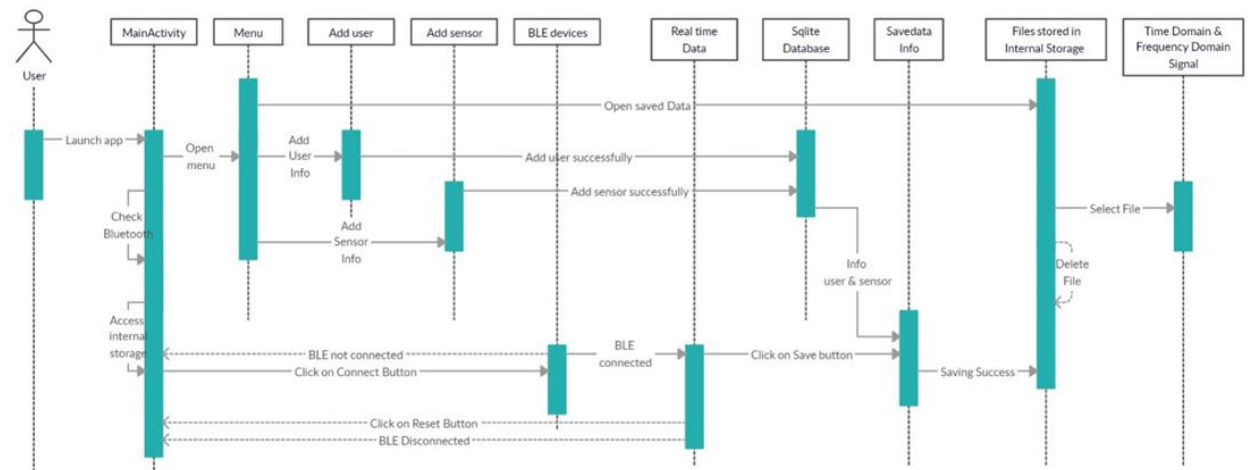 User
MainActivity
Menu
Add user
Add sensor
BLE devices
Real time
Data
Sqlite
Database
Savedata
Info
Files stored in
Internal Storage
Time Domain &
Frequency Domain
Signal
Open saved Data
Launch app
Open
menu
Add
User
Info
Add user successfully
Add sensor successfully
Select File
Check
Bluetooth
Add
Sensor
Info
Info
user & sensor
Delete
File
Access
internal
storage
BLE not connected
BLE
connected
Click on Save button
Click on Connect Button
Saving Success
Click on Reset Button
BLE Disconnected